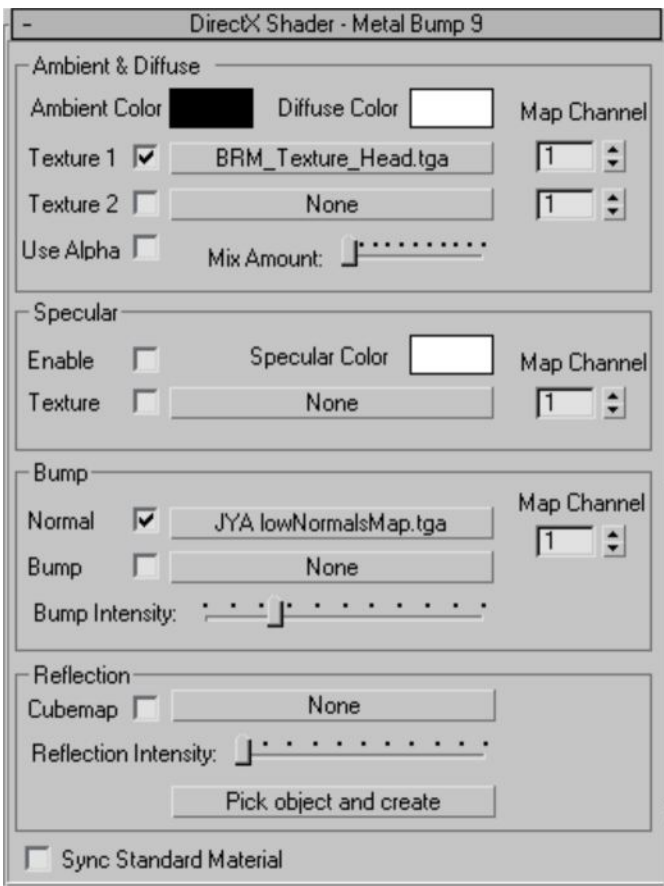 - DirectX Shader - Metal Bump 9
Ambient & Diffuse
Ambient Color Diffuse Color Map Channel
Texture 1 BRM_Texture_Head.tga 1
Texture 2 None 1
Use Alpha Mix Amount:
Specular
Enable Specular Color Map Channel
Texture None 1
Bump
Map Channel
Normal JYA lowNormalsMap.tga 1
Bump None
Bump Intensity:
Reflection
Cubemap None
Reflection Intensity:
Pick object and create
Sync Standard Material